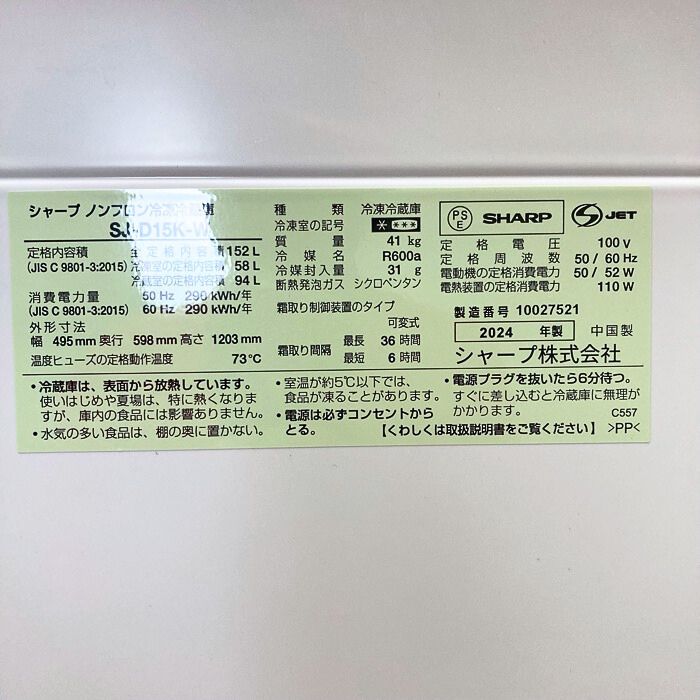 シャープ ノンフロン冷凍冷蔵庫
SJ-D15K-W
定格内容積 全定格内容積 152 L
(JIS C 9801-3:2015) 冷凍室の定格内容積 58 L
冷蔵室の定格内容積 94 L
消費電力量 50 Hz 290 kWh/年
(JIS C 9801-3:2015) 60 Hz 290 kWh/年
外形寸法
幅 495 mm 奥行 598 mm 高さ 1203 mm
温度ヒューズの定格動作温度 73℃
種類 冷凍冷蔵庫
冷凍室の記号 * ***
質量 41 kg
冷媒名 R600a
冷媒封入量 31 g
断熱発泡ガス シクロペンタン
霜取り制御装置のタイプ
可変式
霜取り間隔 最長 36 時間
最短 6 時間
PS E SHARP S JET
定格電圧 100 V
定格周波数 50 / 60 Hz
電動機の定格消費電力 50 / 52 W
電熱装置の定格消費電力 110 W
製造番号 10027521
2024 年製 中国製
シャープ株式会社
・冷蔵庫は、表面から放熱しています。
使いはじめや夏場は、特に熱くなりま
すが、庫内の食品には影響ありません。
・水気の多い食品は、棚の奥に置かない。
・室温が約5℃以下では、
食品が凍ることがあります。
・電源は必ずコンセントから
とる。
・電源プラグを抜いたら6分待つ。
すぐに差し込むと冷蔵庫に無理が
かかります。 C557
【くわしくは取扱説明書をご覧ください】 >PP<